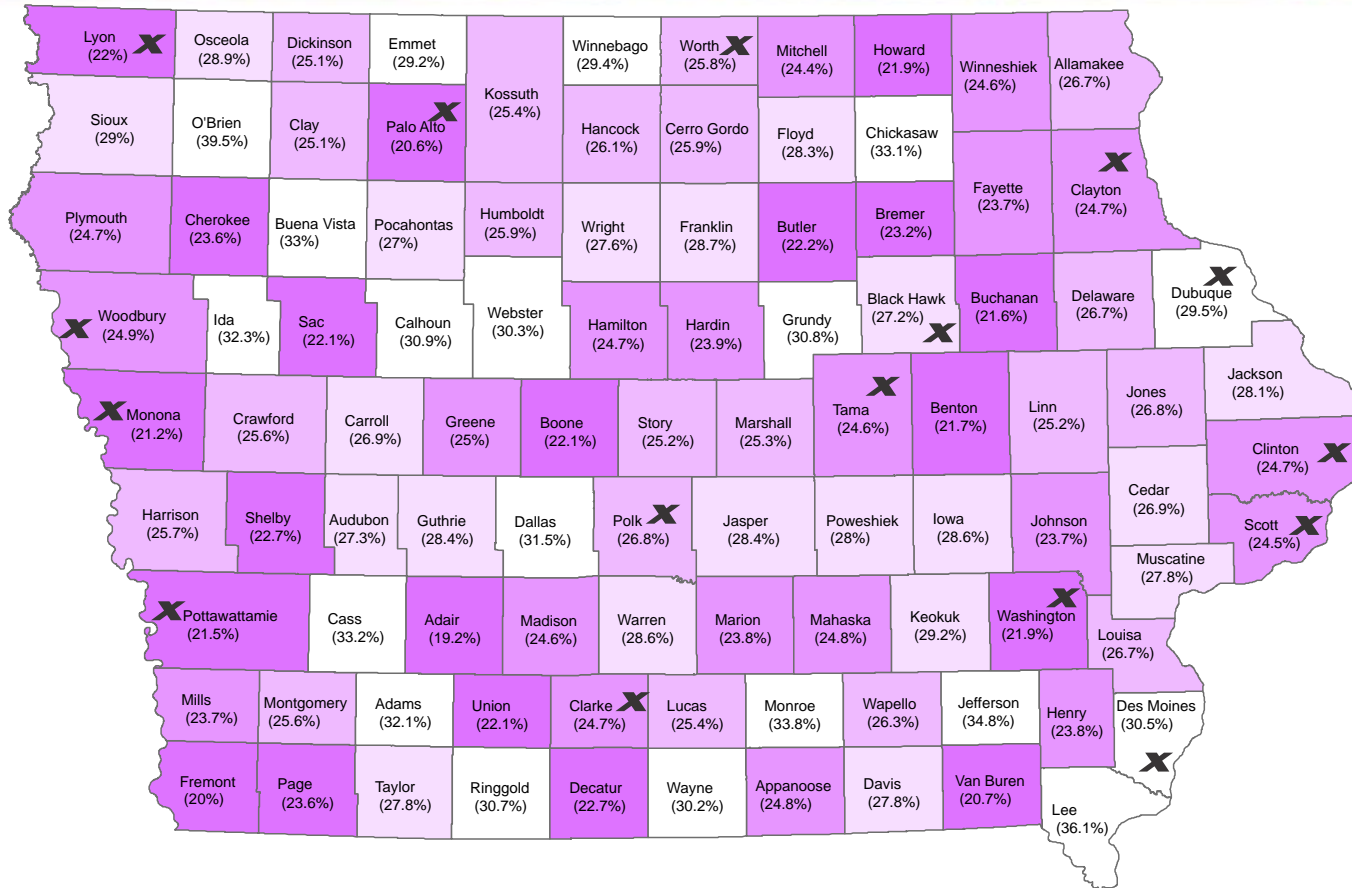 Lyon
(22%)
Osceola
(28.9%)
Dickinson
(25.1%)
Emmet
(29.2%)
Kossuth
(25.4%)
Winnebago
(29.4%)
Worth
(25.8%)
Mitchell
(24.4%)
Howard
(21.9%)
Winneshiek
(24.6%)
Allamakee
(26.7%)
Sioux
(29%)
O'Brien
(39.5%)
Clay
(25.1%)
Palo Alto
(20.6%)
Hancock
(26.1%)
Cerro Gordo
(25.9%)
Floyd
(28.3%)
Chickasaw
(33.1%)
Fayette
(23.7%)
Clayton
(24.7%)
Plymouth
(24.7%)
Cherokee
(23.6%)
Buena Vista
(33%)
Pocahontas
(27%)
Humboldt
(25.9%)
Wright
(27.6%)
Franklin
(28.7%)
Butler
(22.2%)
Bremer
(23.2%)
Woodbury
(24.9%)
Ida
(32.3%)
Sac
(22.1%)
Calhoun
(30.9%)
Webster
(30.3%)
Hamilton
(24.7%)
Hardin
(23.9%)
Grundy
(30.8%)
Black Hawk
(27.2%)
Buchanan
(21.6%)
Delaware
(26.7%)
Dubuque
(29.5%)
Monona
(21.2%)
Crawford
(25.6%)
Carroll
(26.9%)
Greene
(25%)
Boone
(22.1%)
Story
(25.2%)
Marshall
(25.3%)
Tama
(24.6%)
Benton
(21.7%)
Linn
(25.2%)
Jones
(26.8%)
Jackson
(28.1%)
Clinton
(24.7%)
Harrison
(25.7%)
Shelby
(22.7%)
Audubon
(27.3%)
Guthrie
(28.4%)
Dallas
(31.5%)
Polk
(26.8%)
Jasper
(28.4%)
Poweshiek
(28%)
Iowa
(28.6%)
Johnson
(23.7%)
Cedar
(26.9%)
Scott
(24.5%)
Muscatine
(27.8%)
Pottawattamie
(21.5%)
Cass
(33.2%)
Adair
(19.2%)
Madison
(24.6%)
Warren
(28.6%)
Marion
(23.8%)
Mahaska
(24.8%)
Keokuk
(29.2%)
Washington
(21.9%)
Louisa
(26.7%)
Mills
(23.7%)
Montgomery
(25.6%)
Adams
(32.1%)
Union
(22.1%)
Clarke
(24.7%)
Lucas
(25.4%)
Monroe
(33.8%)
Wapello
(26.3%)
Jefferson
(34.8%)
Henry
(23.8%)
Des Moines
(30.5%)
Fremont
(20%)
Page
(23.6%)
Taylor
(27.8%)
Ringgold
(30.7%)
Decatur
(22.7%)
Wayne
(30.2%)
Appanoose
(24.8%)
Davis
(27.8%)
Van Buren
(20.7%)
Lee
(36.1%)